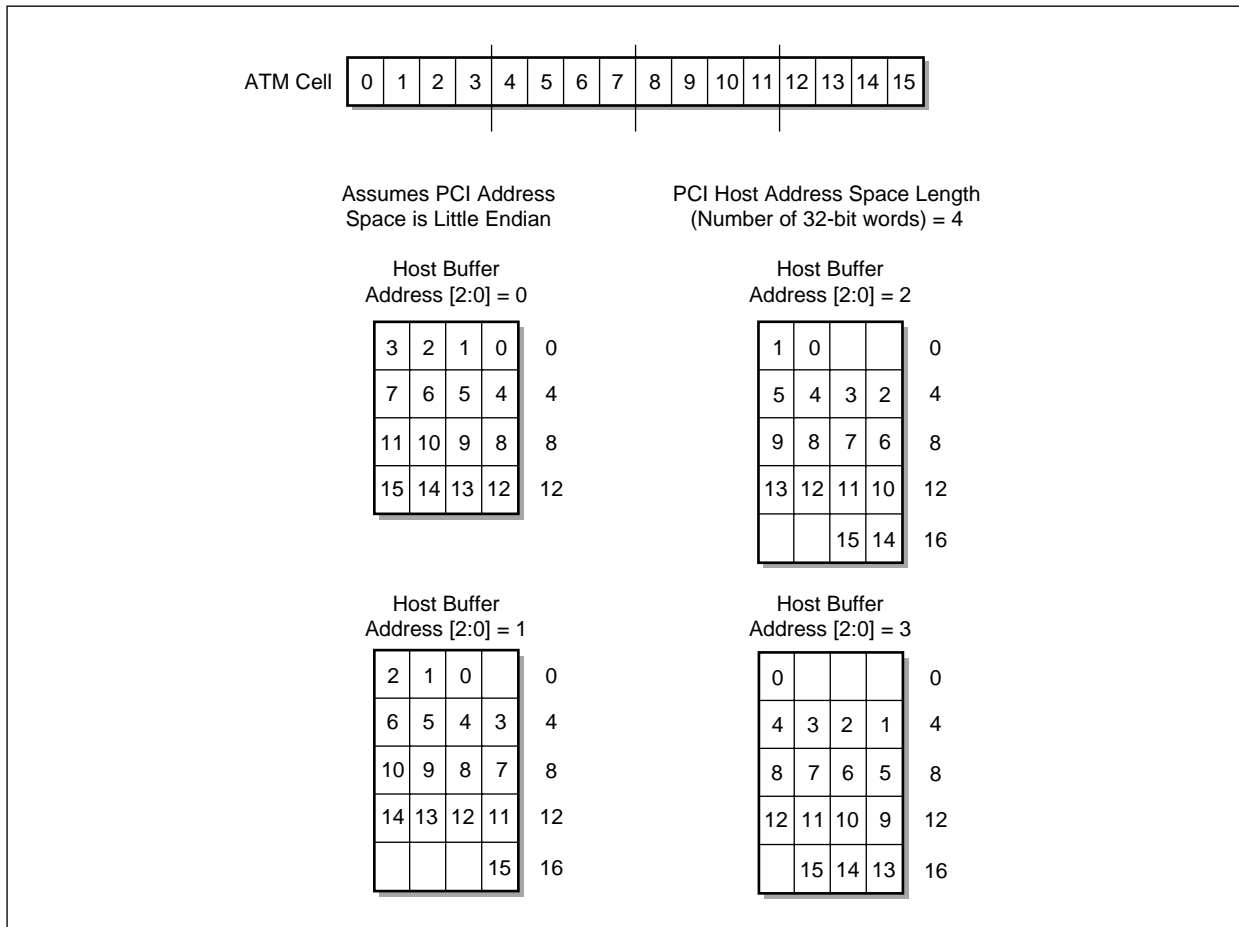 ATM Cell 0 1 2 3 4 5 6 7 8 9 10 11 12 13 14 15
Assumes PCI Address
Space is Little Endian
PCI Host Address Space Length
(Number of 32-bit words) = 4
Host Buffer
Address [2:0] = 0
3 2 1 0 0
7 6 5 4 4
11 10 9 8 8
15 14 13 12 12
Host Buffer
Address [2:0] = 2
1 0 0
5 4 3 2 4
9 8 7 6 8
13 12 11 10 12
15 14 16
Host Buffer
Address [2:0] = 1
2 1 0 0
6 5 4 3 4
10 9 8 7 8
14 13 12 11 12
15 16
Host Buffer
Address [2:0] = 3
0 0
4 3 2 1 4
8 7 6 5 8
12 11 10 9 12
15 14 13 16